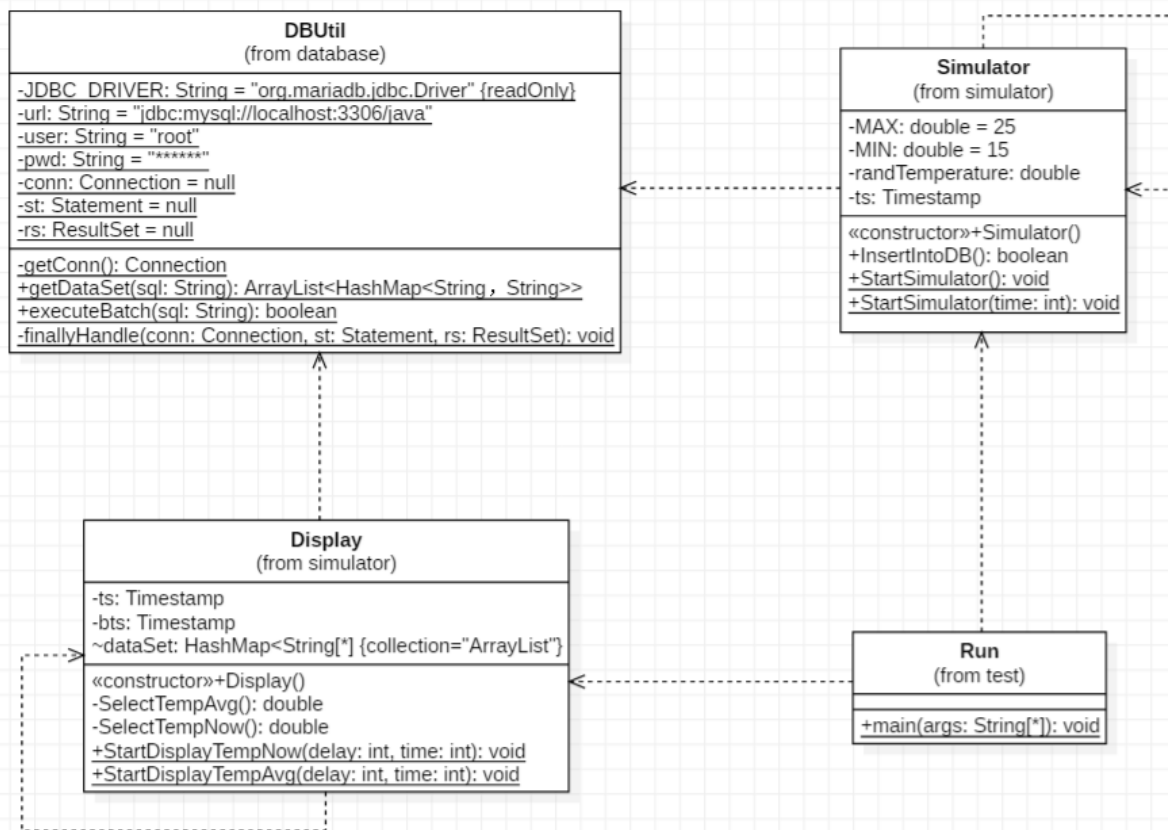 DBUtil
(from database)
-JDBC_DRIVER: String = "org.mariadb.jdbc.Driver" {readOnly}
-url: String = "jdbc:mysql://localhost:3306/java"
-user: String = "root"
-pwd: String = "******"
-conn: Connection = null
-st: Statement = null
-rs: ResultSet = null
-getConn(): Connection
+getDataSet(sql: String): ArrayList<HashMap<String，String>>
+executeBatch(sql: String): boolean
-finallyHandle(conn: Connection, st: Statement, rs: ResultSet): void
Simulator
(from simulator)
-MAX: double = 25
-MIN: double = 15
-randTemperature: double
-ts: Timestamp
«constructor»+Simulator()
+InsertIntoDB(): boolean
+StartSimulator(): void
+StartSimulator(time: int): void
Display
(from simulator)
-ts: Timestamp
-bts: Timestamp
~dataSet: HashMap<String[*] {collection="ArrayList"}
«constructor»+Display()
-SelectTempAvg(): double
-SelectTempNow(): double
+StartDisplayTempNow(delay: int, time: int): void
+StartDisplayTempAvg(delay: int, time: int): void
Run
(from test)
+main(args: String[*]): void